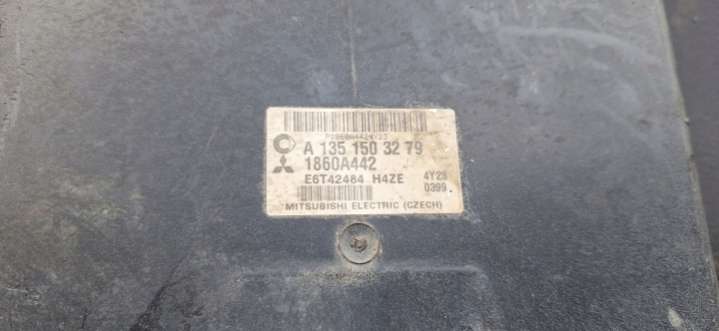 A 135 150 32 79
1860A442
E6T42484 H4ZE
4Y29
0399
MITSUBISHI ELECTRIC (CZECH)